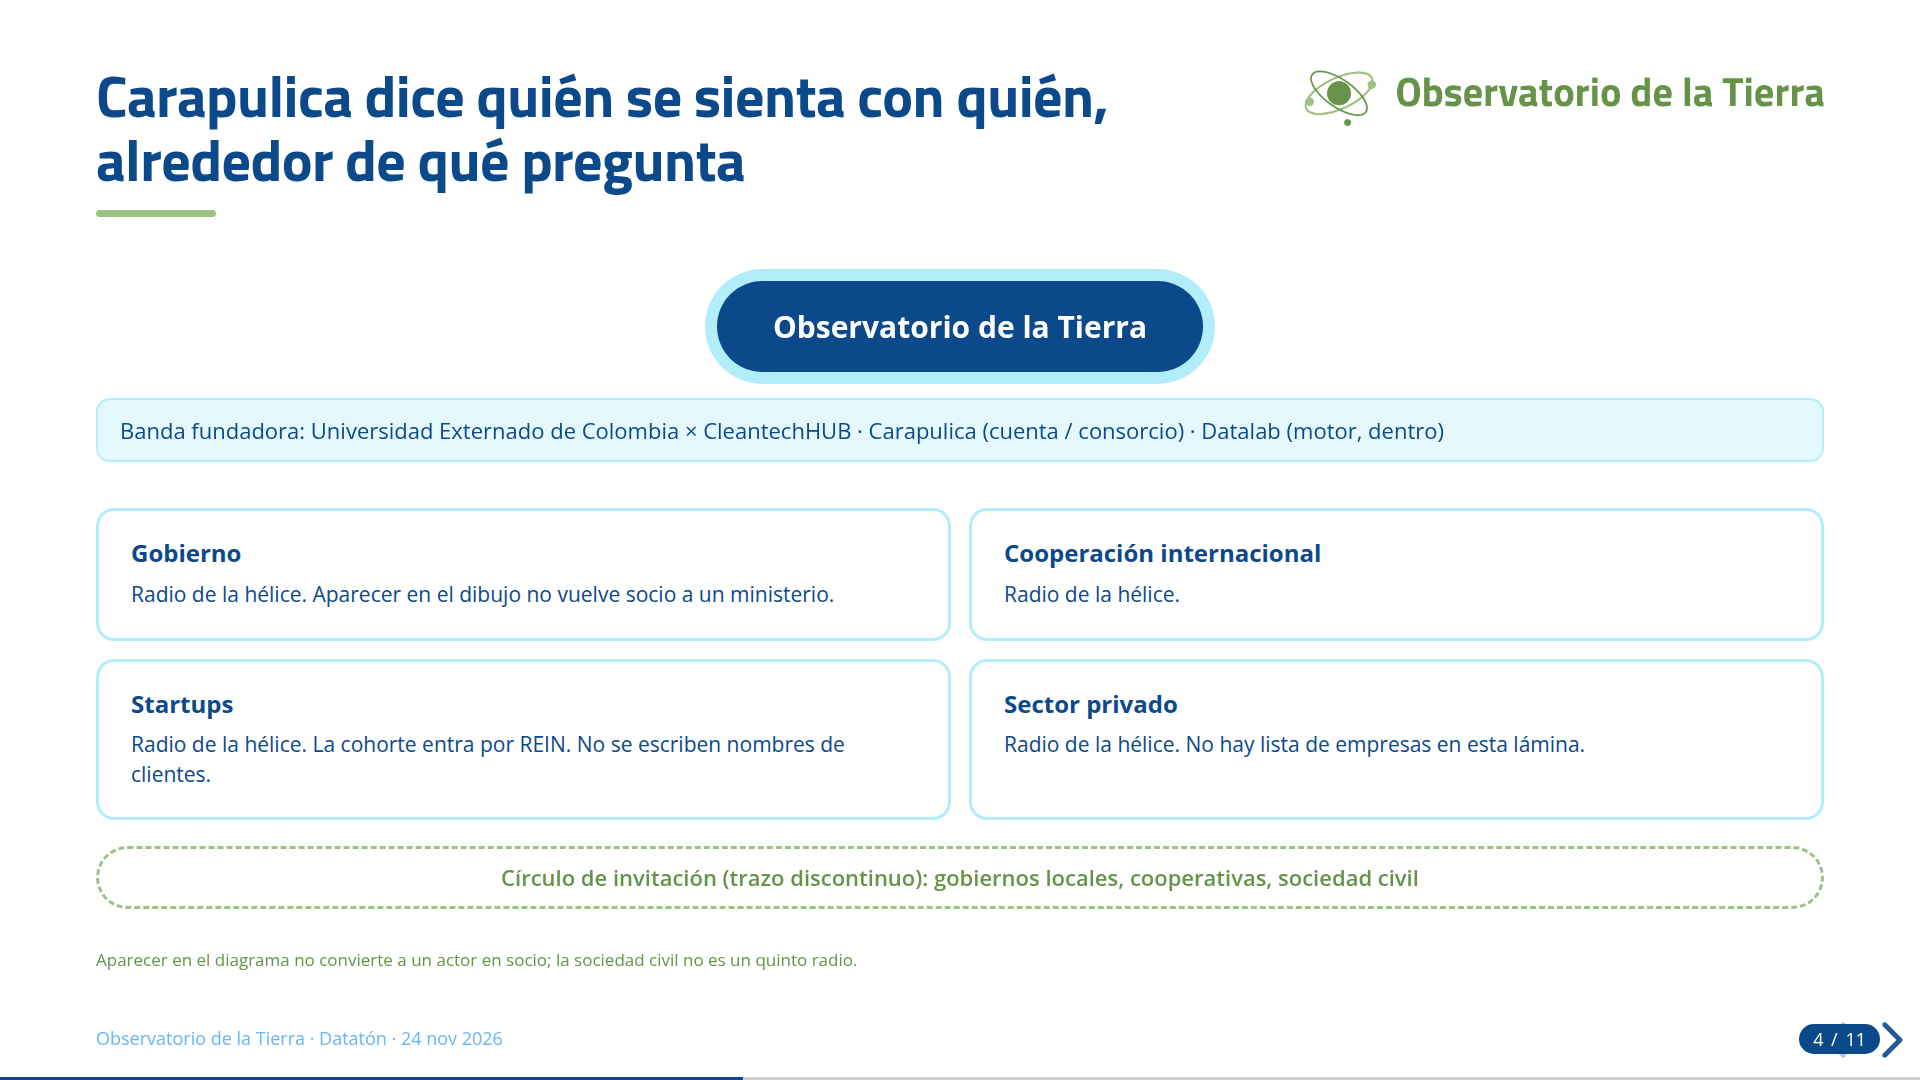 Carapulica dice quién se sienta con quién,
alrededor de qué pregunta
Observatorio de la Tierra
Observatorio de la Tierra
Banda fundadora: Universidad Externado de Colombia × CleantechHUB · Carapulica (cuenta / consorcio) · Datalab (motor, dentro)
Gobierno
Radio de la hélice. Aparecer en el dibujo no vuelve socio a un ministerio.
Cooperación internacional
Radio de la hélice.
Startups
Radio de la hélice. La cohorte entra por REIN. No se escriben nombres de
clientes.
Sector privado
Radio de la hélice. No hay lista de empresas en esta lámina.
Círculo de invitación (trazo discontinuo): gobiernos locales, cooperativas, sociedad civil
Aparecer en el diagrama no convierte a un actor en socio; la sociedad civil no es un quinto radio.
Observatorio de la Tierra · Datatón · 24 nov 2026
4 / 11